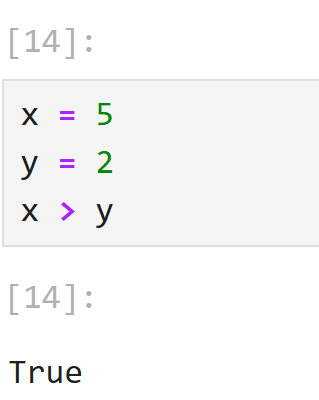 [14]:
x = 5
y = 2
x > y
[14]:
True